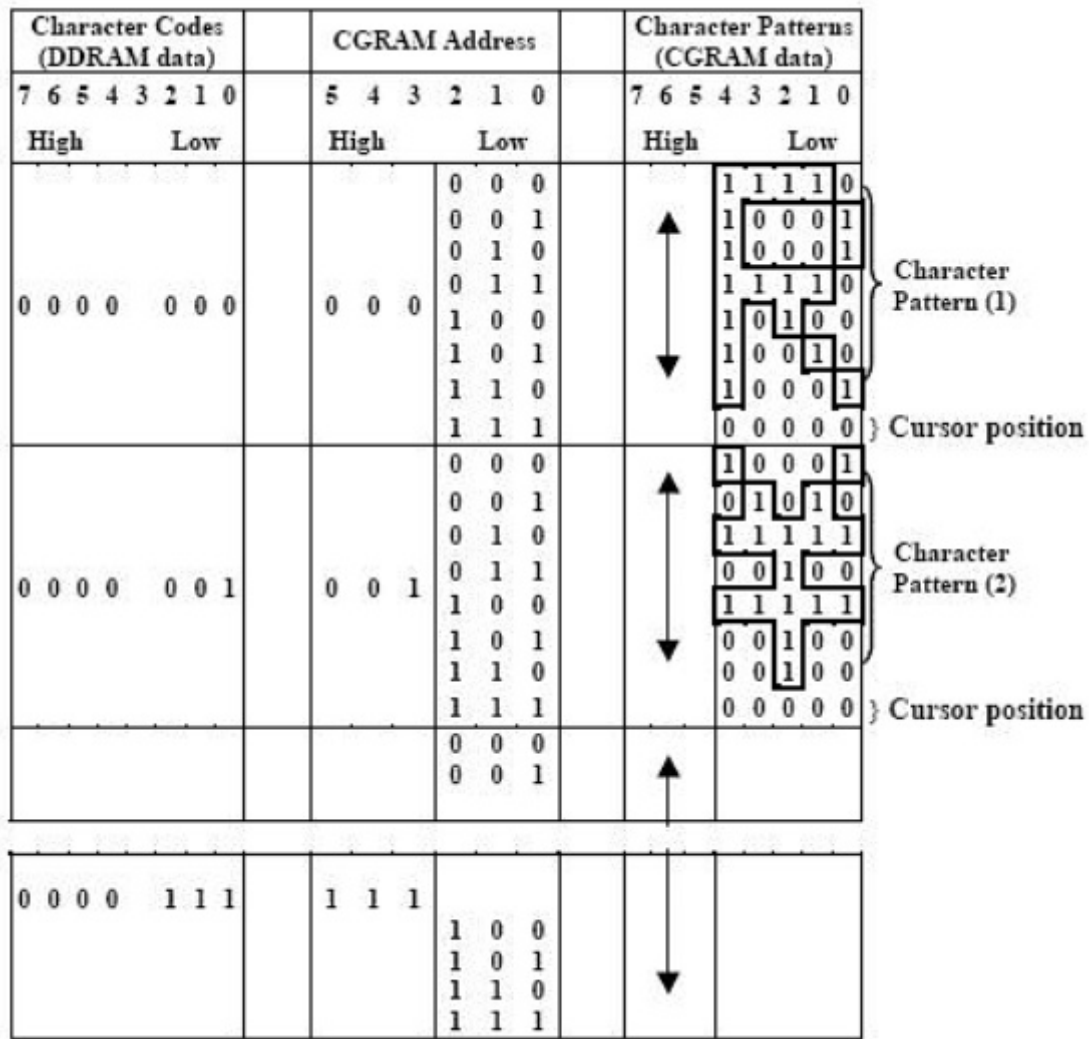 Character Codes
(DDRAM data)
CGRAM Address
Character Patterns
(CGRAM data)
7 6 5 4 3 2 1 0 5 4 3 2 1 0 7 6 5 4 3 2 1 0
High Low High Low High Low
0 0 0 1 1 1 1 0
0 0 1 1 0 0 0 1
0 1 0 1 0 0 0 1
0 1 1 1 1 1 1 0
0 0 0 0 0 0 0 0 0 0
Character
Pattern (1)
1 0 0 1 0 1 0 0
1 0 1 1 0 0 1 0
1 1 0 1 0 0 0 1
1 1 1 0 0 0 0 0 } Cursor position
0 0 0 1 0 0 0 1
0 0 1 0 1 0 1 0
0 1 0 1 1 1 1 1
0 1 1 0 0 1 0 0
0 0 0 0 0 0 1 0 0 1
Character
Pattern (2)
1 0 0 1 1 1 1 1
1 0 1 0 0 1 0 0
1 1 0 0 0 1 0 0
1 1 1 0 0 0 0 0 } Cursor position
0 0 0
0 0 1
0 0 0 0 1 1 1 1 1 1
1 0 0
1 0 1
1 1 0
1 1 1